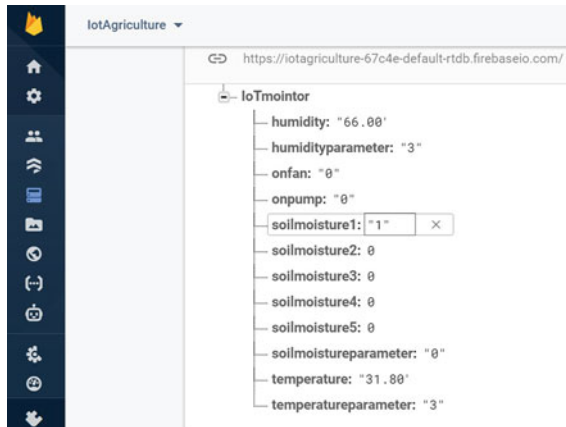 IotAgriculture
https://iotagriculture-67c4e-default-rtdb.firebaseio.com/
IoTmointor
humidity: "66.00'
humidityparameter: "3"
onfan: "0"
onpump: "0"
soilmoisture1: "1" ×
soilmoisture2: 0
soilmoisture3: 0
soilmoisture4: 0
soilmoisture5: 0
soilmoistureparameter: "0"
temperature: "31.80'
temperatureparameter: "3"